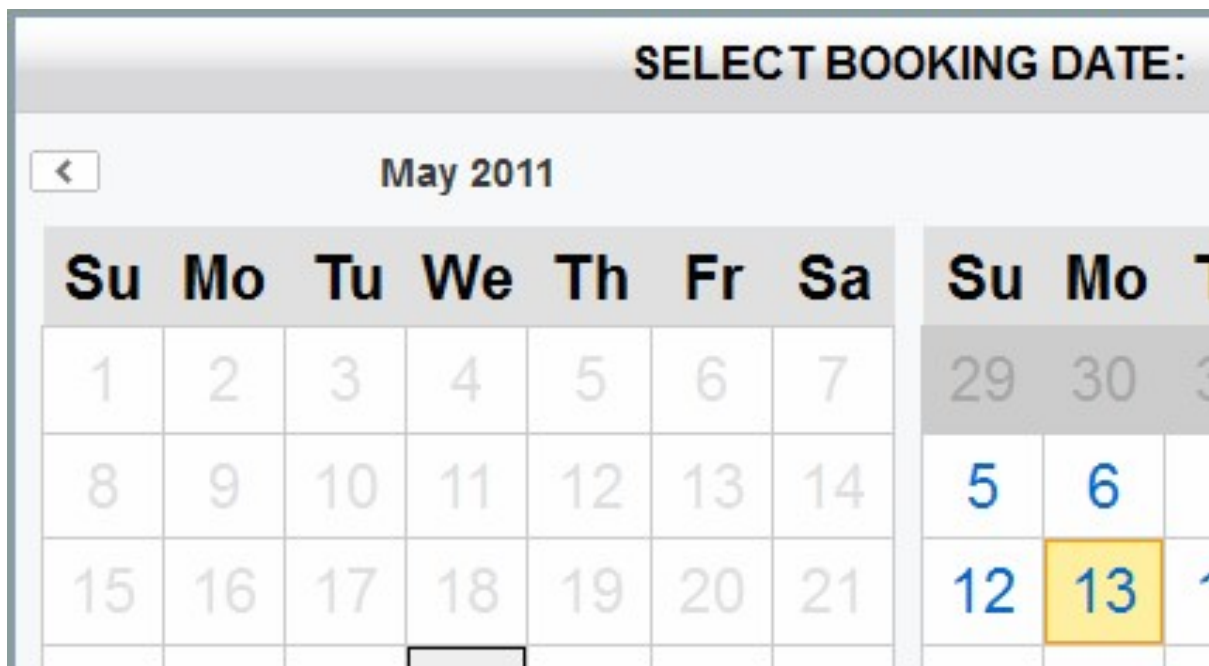 SELECT BOOKING DATE:
May 2011
Su Mo Tu We Th Fr Sa Su Mo
1 2 3 4 5 6 7 29 30
8 9 10 11 12 13 14 5 6
15 16 17 18 19 20 21 12 13